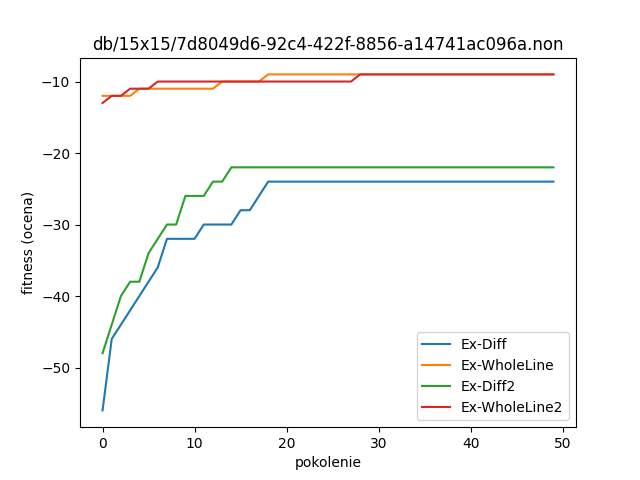 db/15x15/7d8049d6-92c4-422f-8856-a14741ac096a.non
−10
−20
−30
−40
−50
fitness (ocena)
0
10
20
30
40
50
pokolenie
Ex-Diff
Ex-WholeLine
Ex-Diff2
Ex-WholeLine2